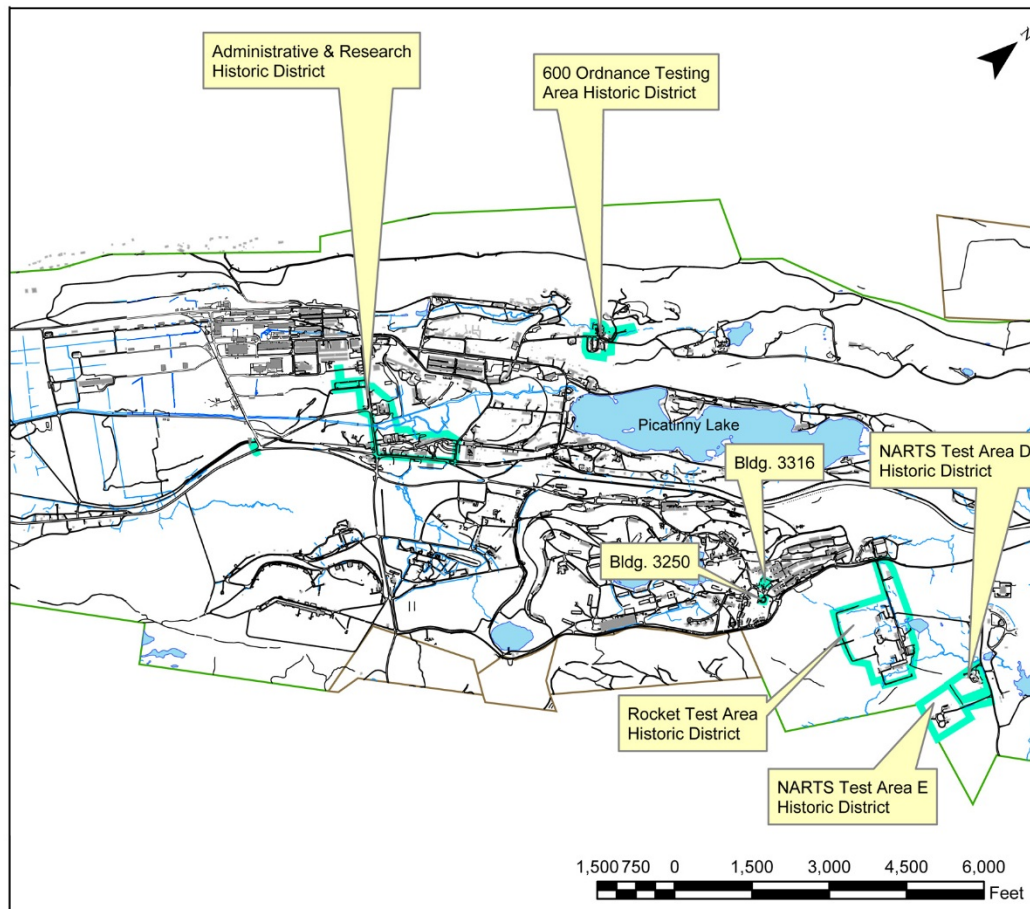 Administrative & Research
Historic District
600 Ordnance Testing
Area Historic District
N
Picatinny Lake
Bldg. 3316
NARTS Test Area D
Historic District
Bldg. 3250
Rocket Test Area
Historic District
NARTS Test Area E
Historic District
1,500 750 0 1,500 3,000 4,500 6,000
Feet